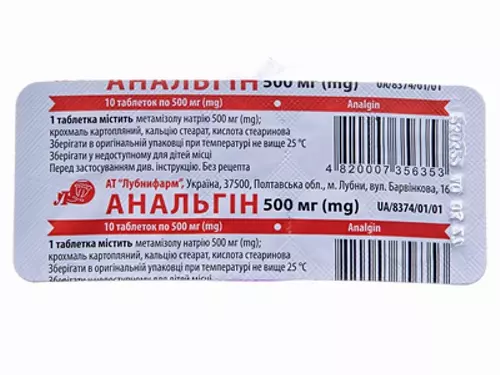 АНАЛЬГІН 500 мг (mg) UA/8374/01/01
10 таблеток по 500 мг (mg) • Analgin
1 таблетка містить метамізолу натрію 500 мг (mg);
крохмаль картопляний, кальцію стеарат, кислота стеаринова
Зберігати в оригінальній упаковці при температурі не вище 25 °С
Зберігати у недоступному для дітей місці
Перед застосуванням див. інструкцію. Без рецепта
4 820007 356353
АТ "Лубнифарм", Україна, 37500, Полтавська обл., м. Лубни, вул. Барвінкова, 16
АНАЛЬГІН 500 мг (mg) UA/8374/01/01
10 таблеток по 500 мг (mg) • Analgin
1 таблетка містить метамізолу натрію 500 мг (mg);
крохмаль картопляний, кальцію стеарат, кислота стеаринова
Зберігати в оригінальній упаковці при температурі не вище 25 °С
Зберігати у недоступному для дітей місці